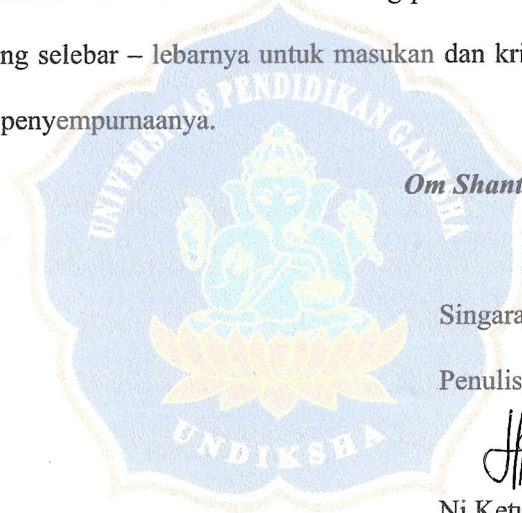 ng selebar – lebarnya untuk masukan dan kri
penyempurnaanya.
UNIVERSITAS PENDIDIKAN GANESHA
Om Shant
Singara
Penulis
UNDIKSHA
Ni Ketu